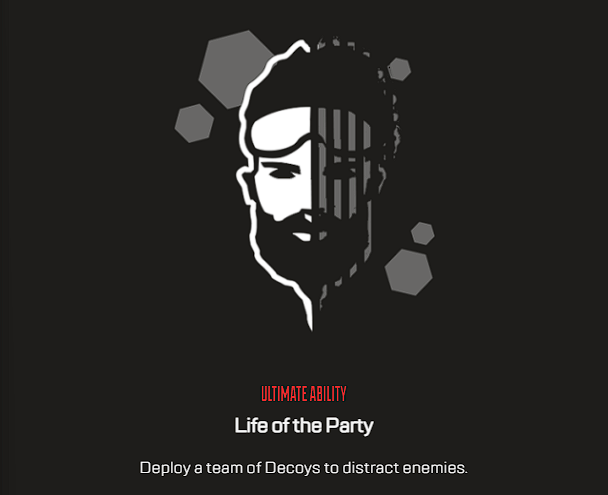 ULTIMATE ABILITY
Life of the Party
Deploy a team of Decoys to distract enemies.